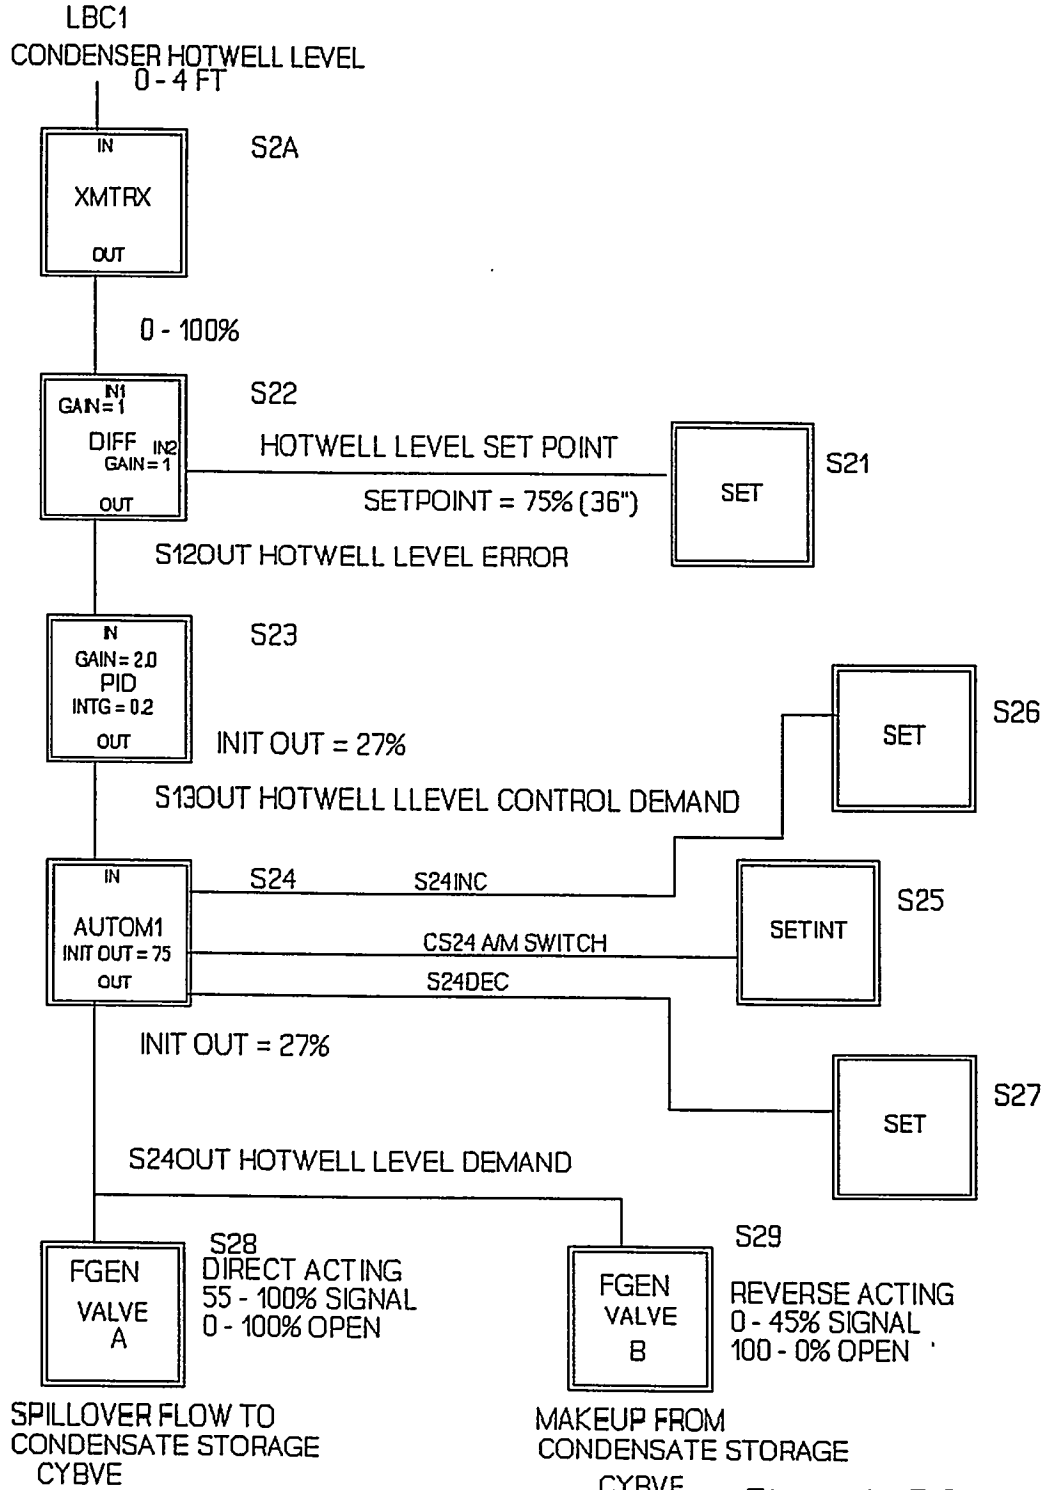 LBC1
CONDENSER HOTWELL LEVEL
0 - 4 FT
IN
S2A
XMTRX
OUT
0 - 100%
IN1
GAIN = 1
S22
DIFF
IN2
GAIN = 1
OUT
HOTWELL LEVEL SET POINT
SETPOINT = 75% (36")
S21
SET
S12OUT HOTWELL LEVEL ERROR
IN
GAIN = 2.0
PID
INTG = 0.2
OUT
S23
INIT OUT = 27%
S26
SET
S13OUT HOTWELL LLEVEL CONTROL DEMAND
IN
AUTOM1
INIT OUT = 75
OUT
S24
S24INC
CS24 A/M SWITCH
S24DEC
S25
SETINT
INIT OUT = 27%
S27
SET
S24OUT HOTWELL LEVEL DEMAND
S28
FGEN
VALVE
A
DIRECT ACTING
55 - 100% SIGNAL
0 - 100% OPEN
S29
FGEN
VALVE
B
REVERSE ACTING
0 - 45% SIGNAL
100 - 0% OPEN
SPILLOVER FLOW TO
CONDENSATE STORAGE
CYBVE
MAKEUP FROM
CONDENSATE STORAGE
CYBVE